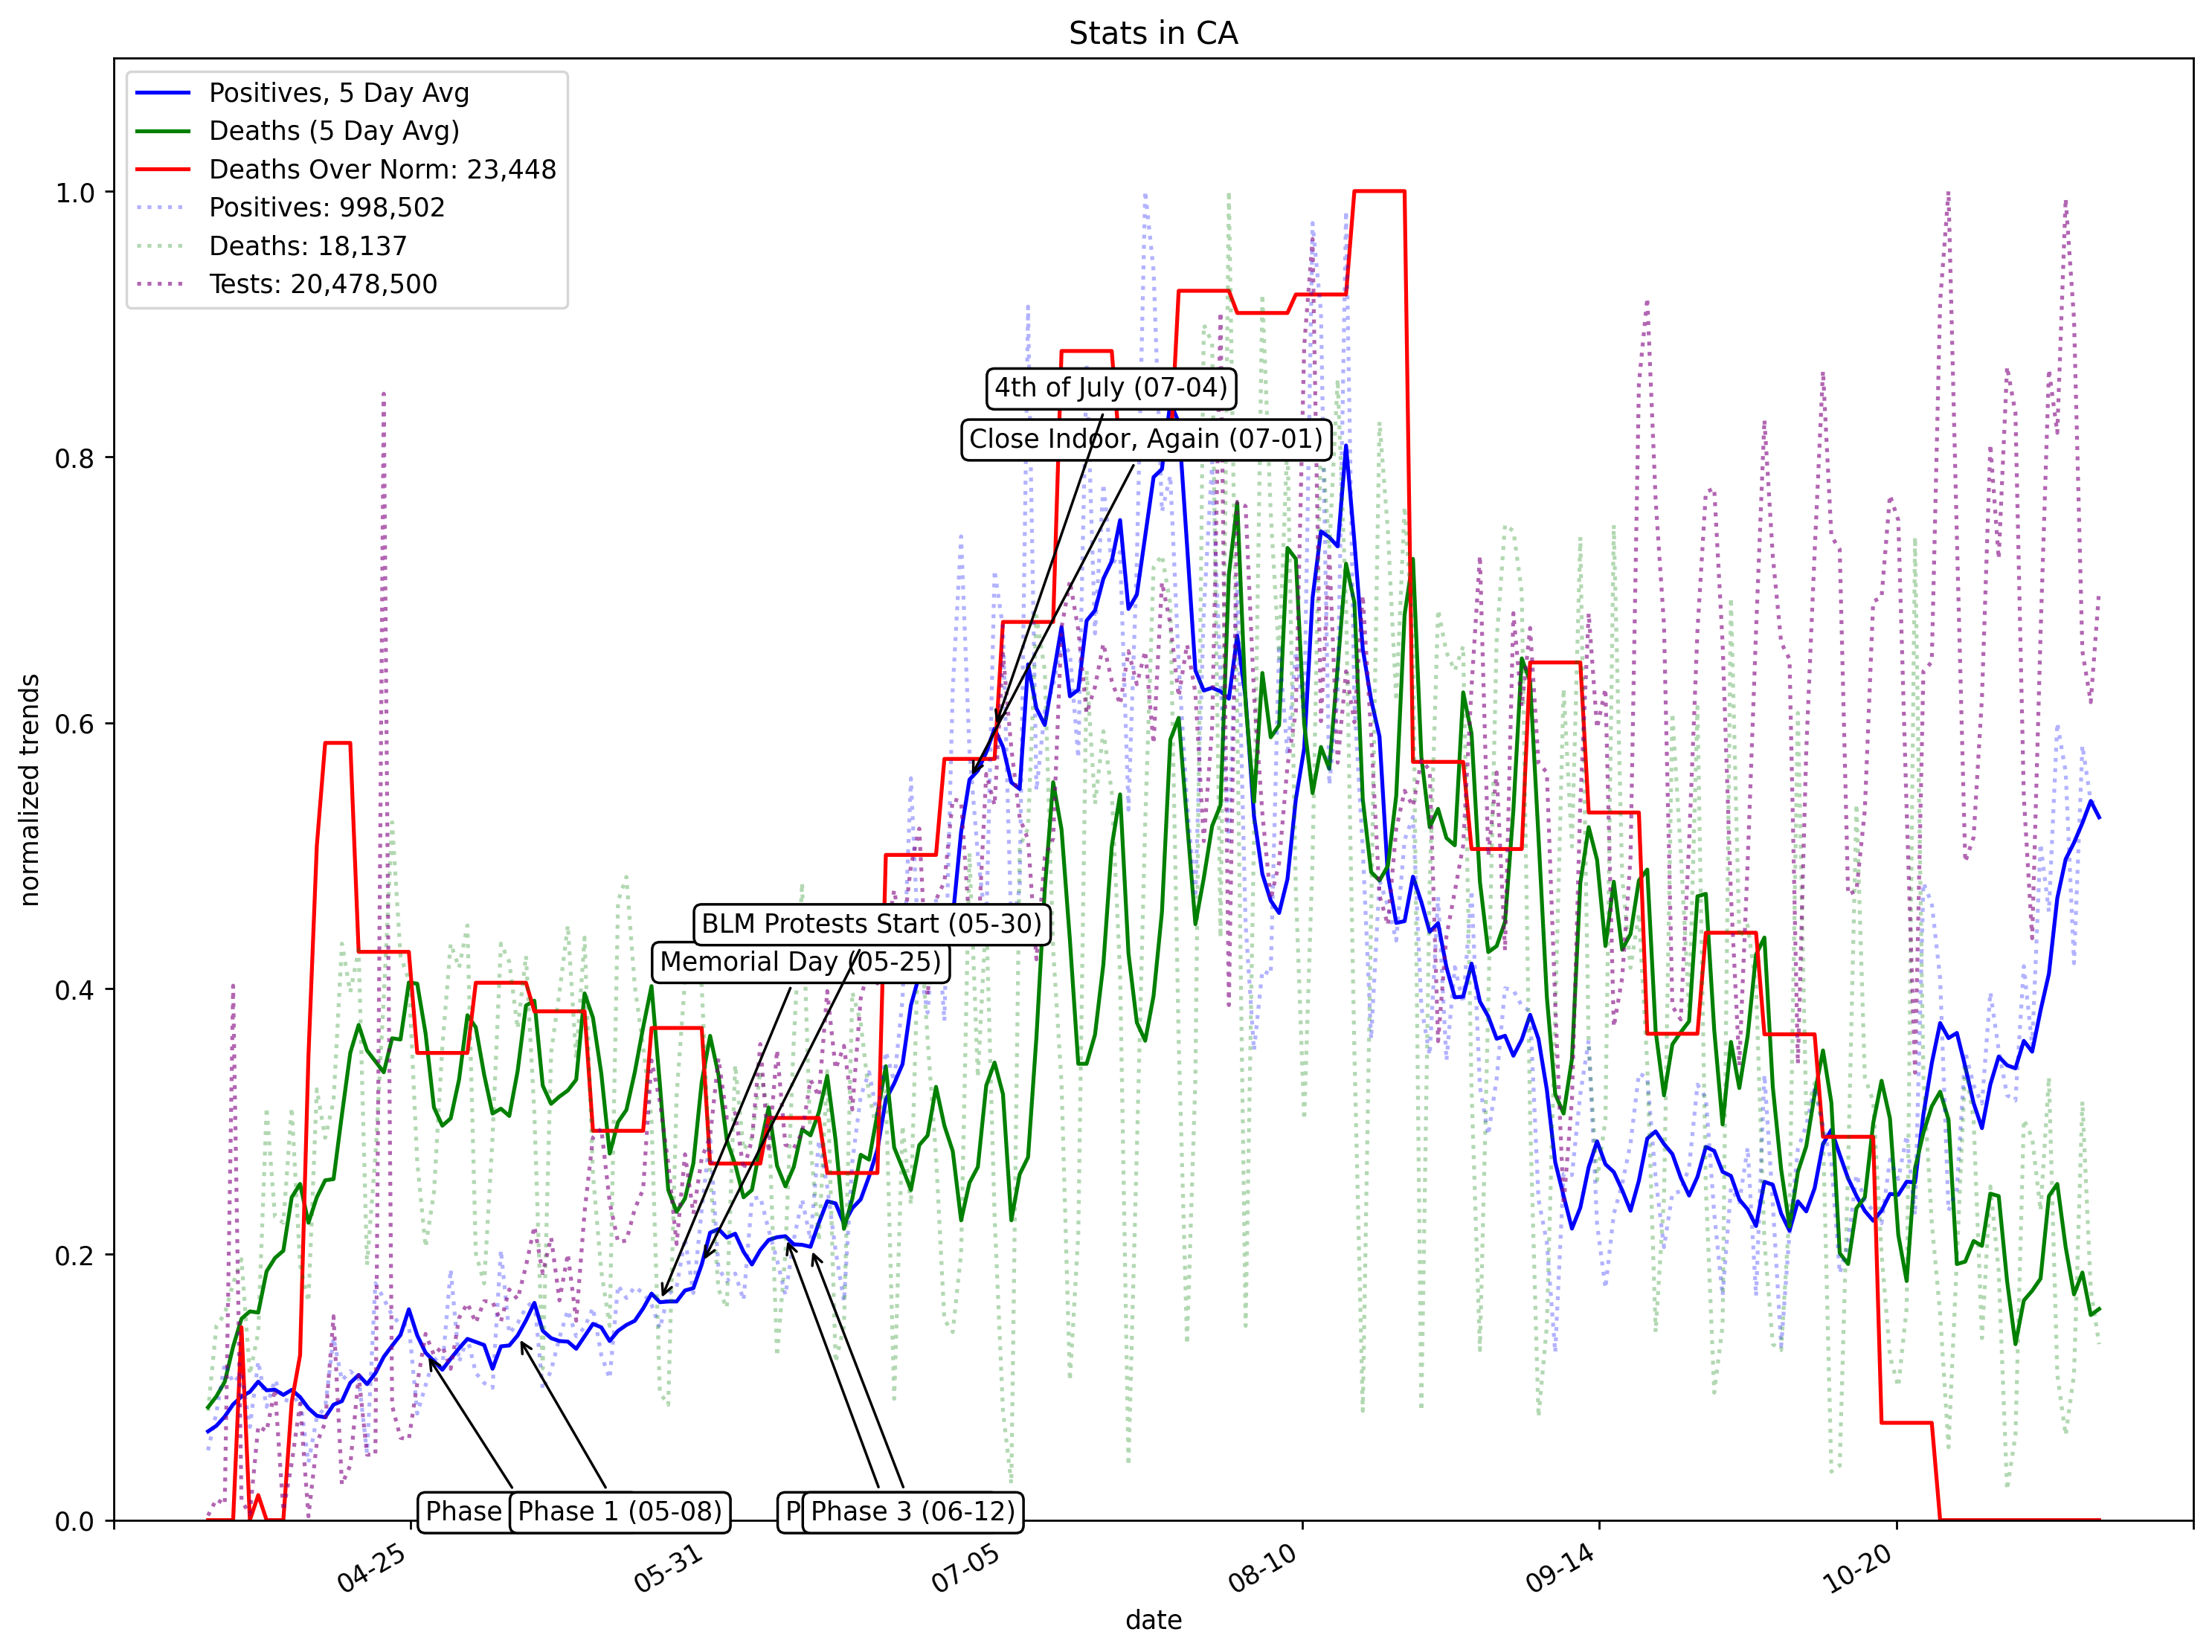 Stats in CA
Positives, 5 Day Avg
Deaths (5 Day Avg)
Deaths Over Norm: 23,448
Positives: 998,502
Deaths: 18,137
Tests: 20,478,500
1.0
0.8
0.6
0.4
0.2
0.0
normalized trends
4th of July (07-04)
Close Indoor, Again (07-01)
BLM Protests Start (05-30)
Memorial Day (05-25)
Phase
Phase 1 (05-08)
P
Phase 3 (06-12)
04-25
05-31
07-05
08-10
09-14
10-20
date